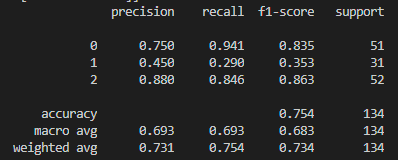 precision recall f1-score support
0 0.750 0.941 0.835 51
1 0.450 0.290 0.353 31
2 0.880 0.846 0.863 52
accuracy 0.754 134
macro avg 0.693 0.693 0.683 134
weighted avg 0.731 0.754 0.734 134